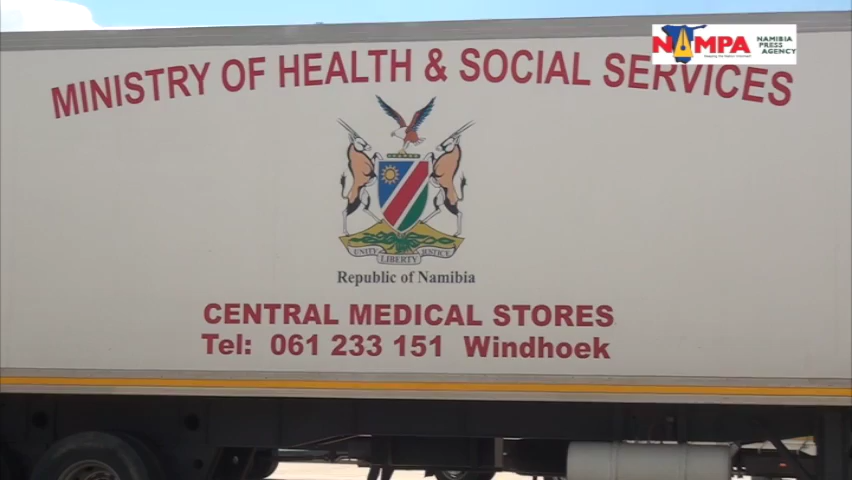 NAMPA
NAMIBIA
PRESS
AGENCY
MINISTRY OF HEALTH & SOCIAL SERVICES
UNITY LIBERTY JUSTICE
Republic of Namibia
CENTRAL MEDICAL STORES
Tel: 061 233 151 Windhoek